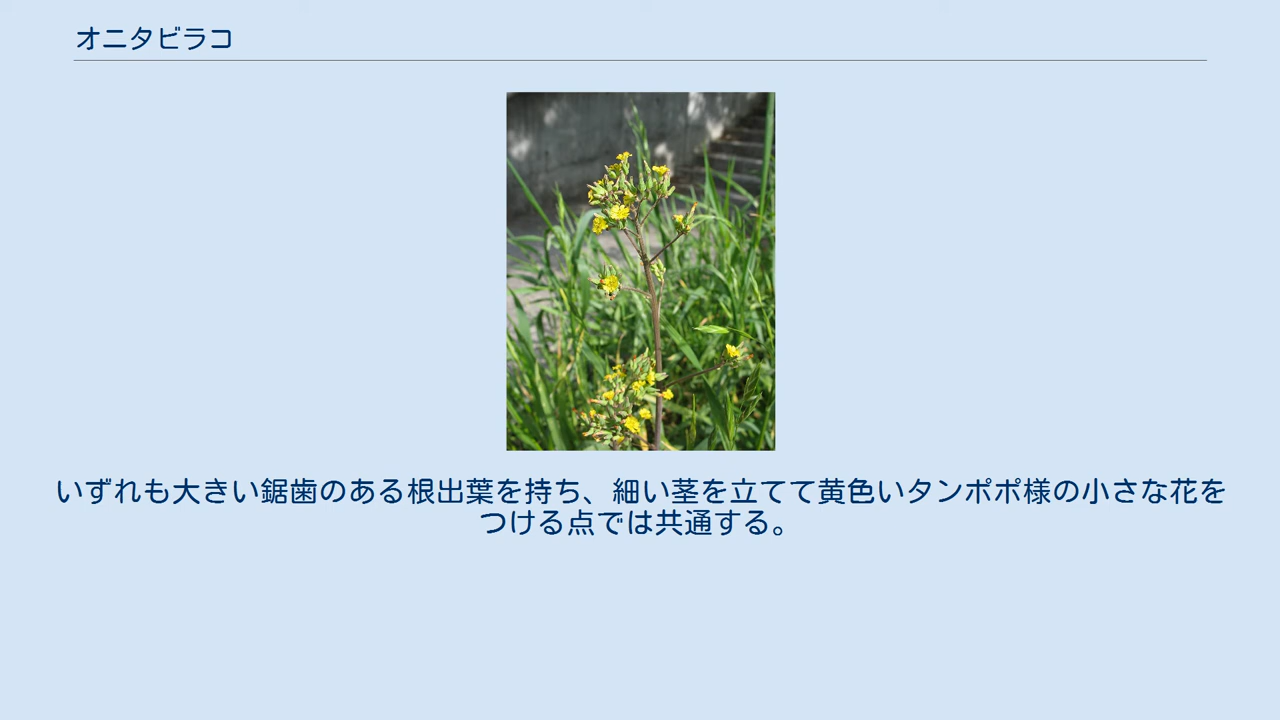 オニタビラコ
いずれも大きい鋸歯のある根出葉を持ち、細い茎を立てて黄色いタンポポ様の小さな花を
つける点では共通する。